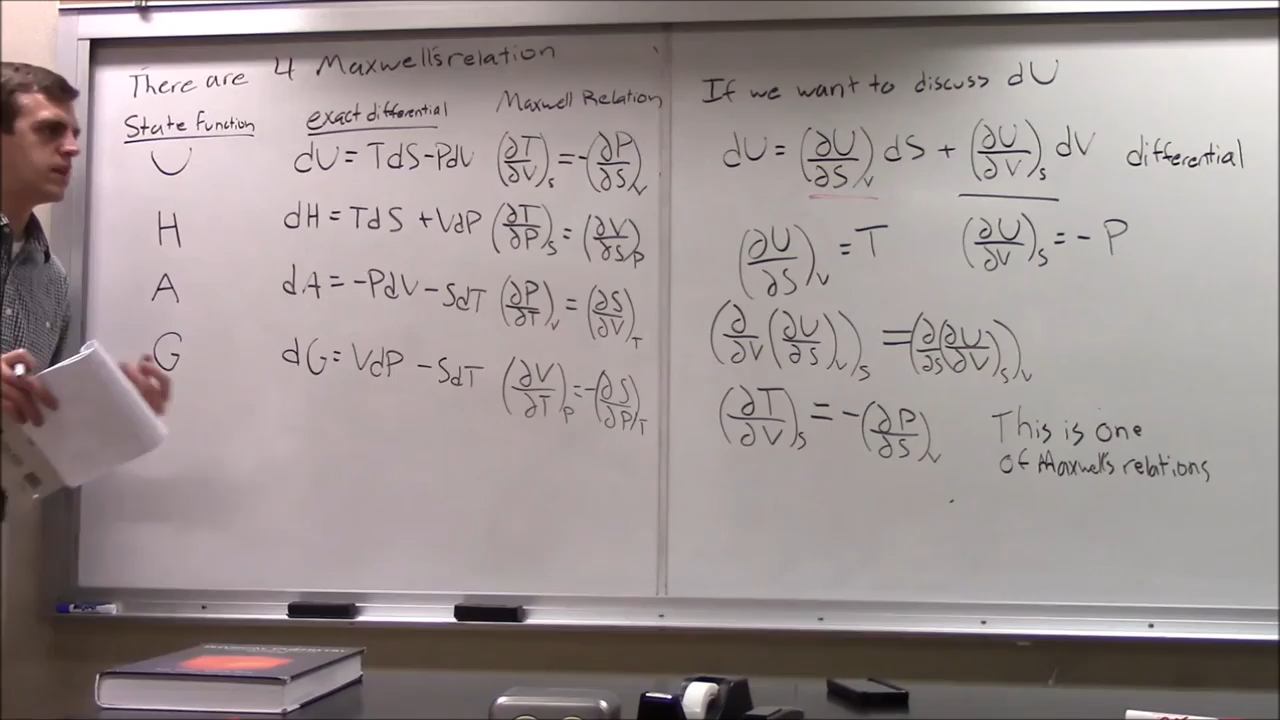 There are 4 Maxwell's relation
State Function exact differential Maxwell Relation
U dU = TdS - PdV (∂T/∂V)_S = -(∂P/∂S)_V
H dH = TdS + VdP (∂T/∂P)_S = (∂V/∂S)_P
A dA = -PdV - SdT (∂P/∂T)_V = (∂S/∂V)_T
G dG = VdP - SdT (∂V/∂T)_P = -(∂S/∂P)_T
If we want to discuss dU
dU = (∂U/∂S)_V dS + (∂U/∂V)_S dV differential
(∂U/∂S)_V = T (∂U/∂V)_S = -P
(∂/∂V (∂U/∂S)_V)_S = (∂/∂S (∂U/∂V)_S)_V
(∂T/∂V)_S = -(∂P/∂S)_V
This is one
of Maxwell's relations